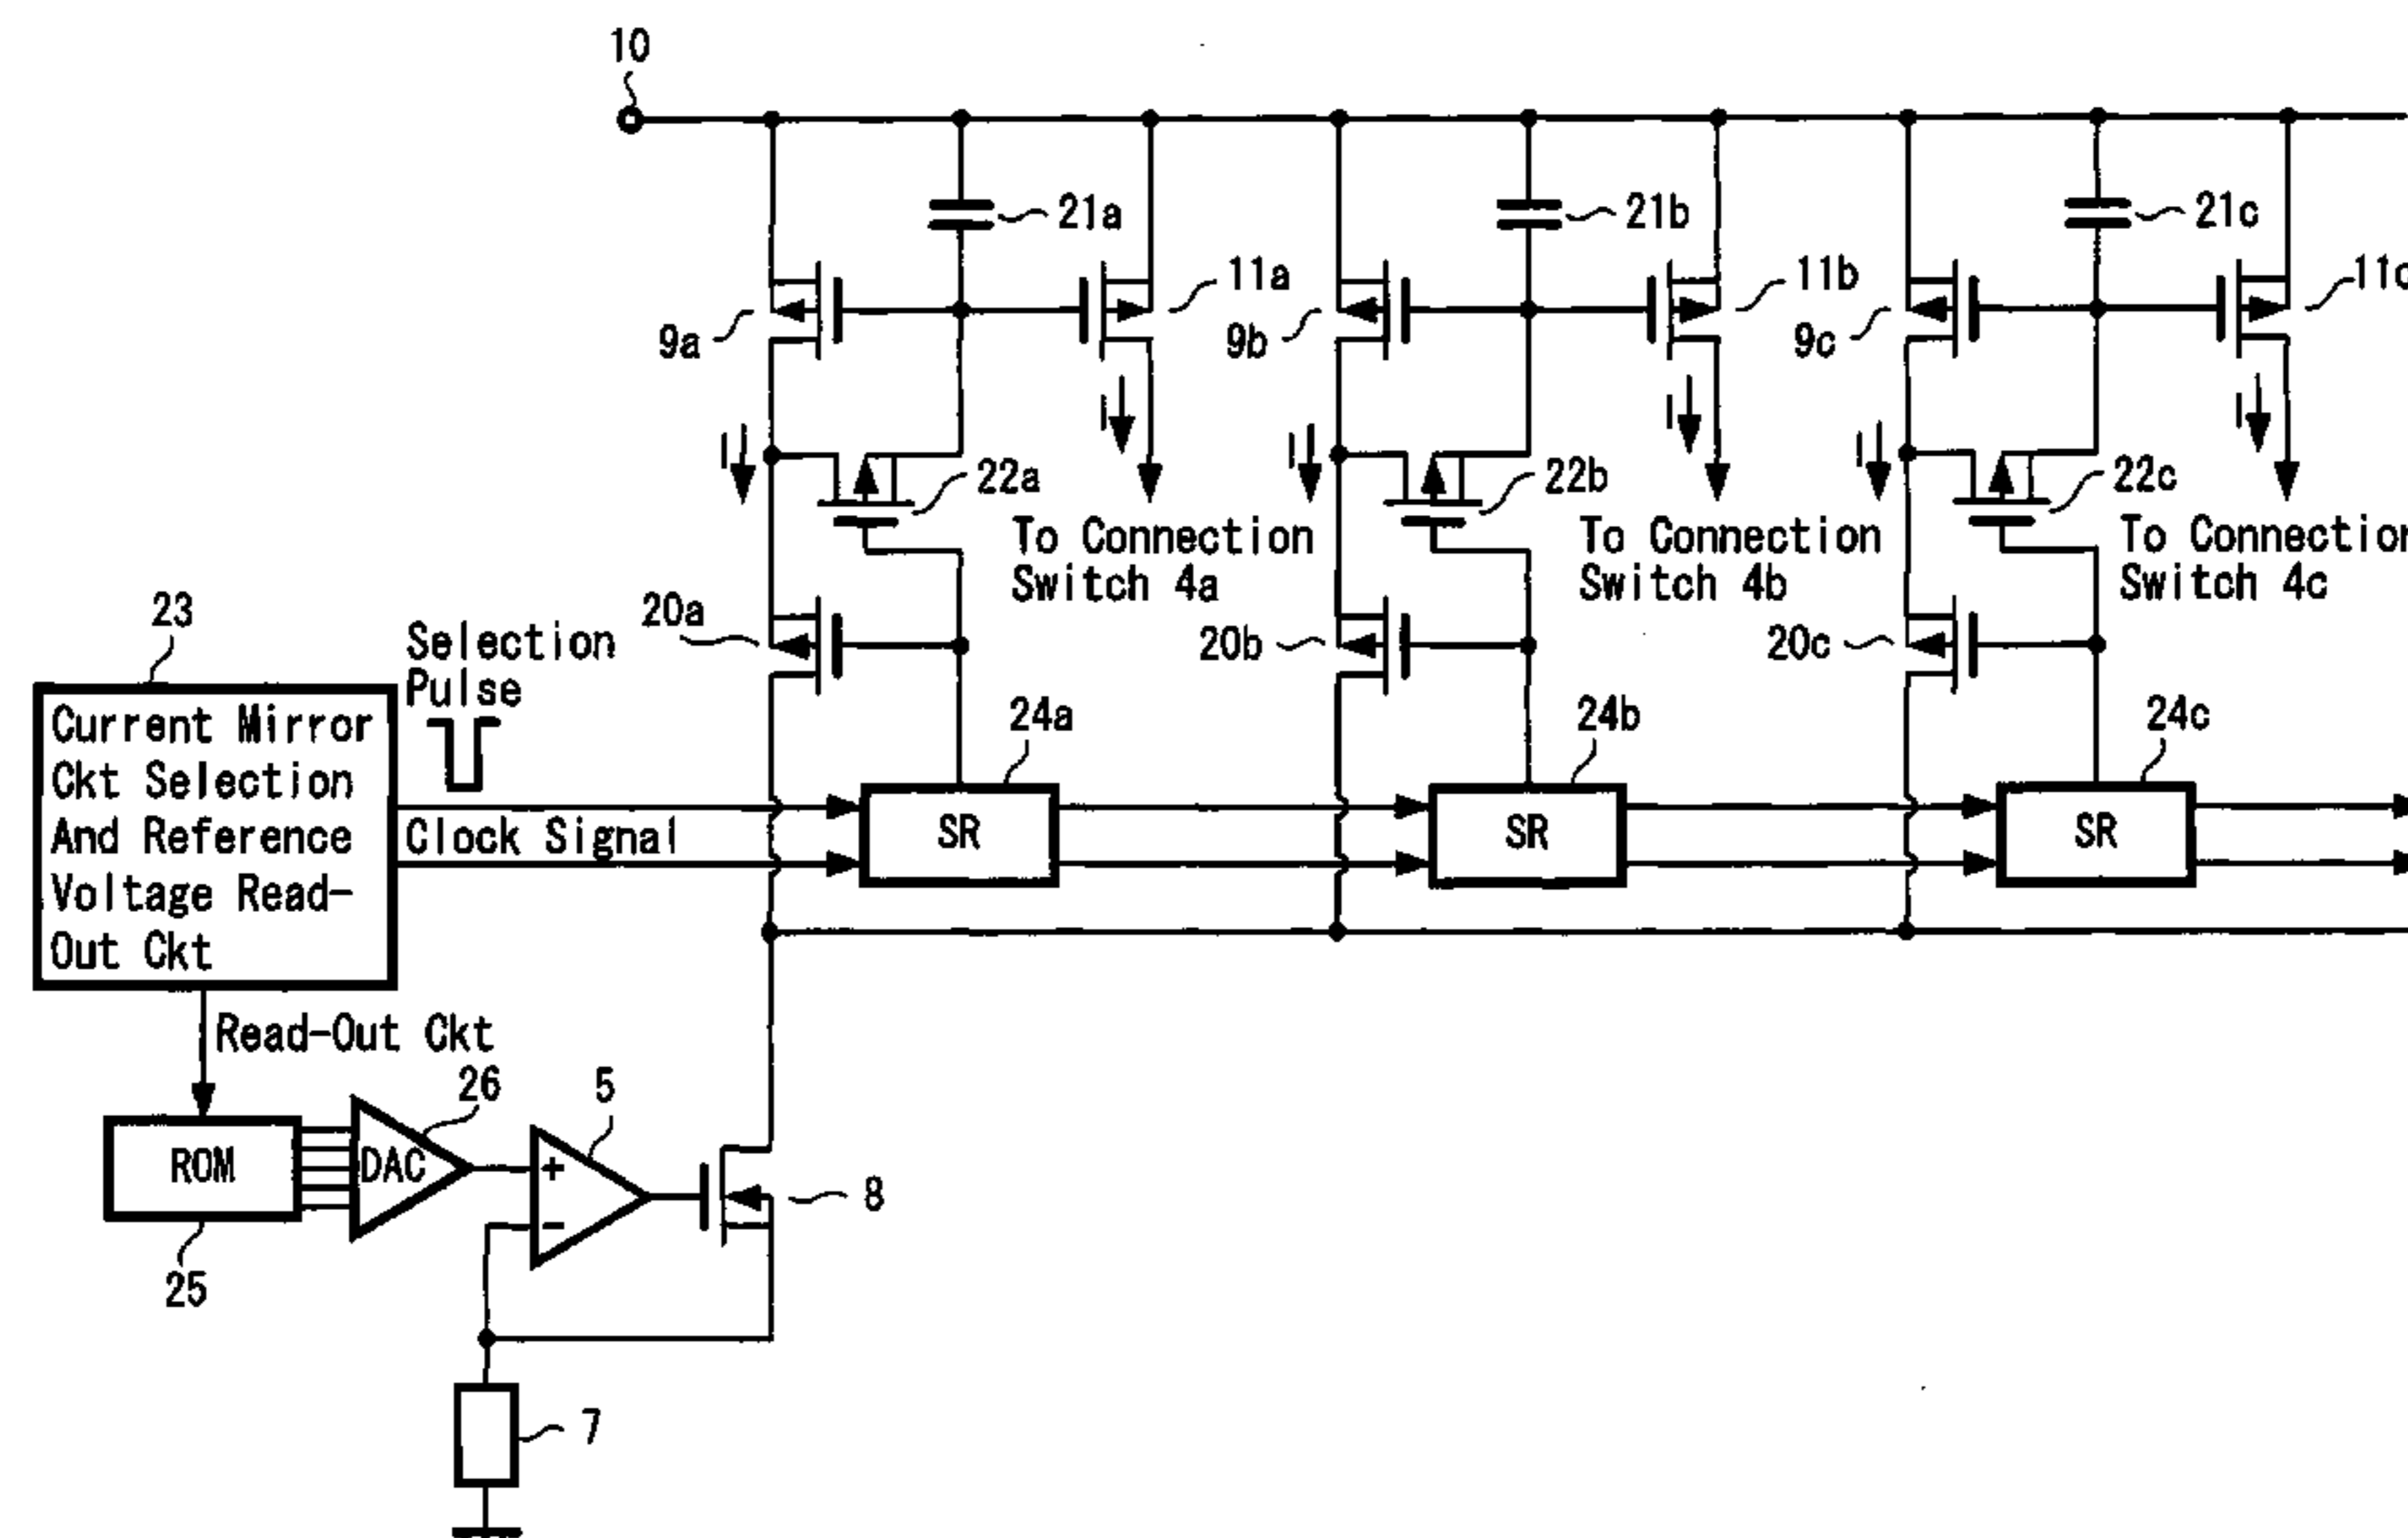 10
21a
21b
21c
11a
11b
11c
9a
9b
9c
I
I
I
I
I
I
22a
22b
22c
To Connection
Switch 4a
To Connection
Switch 4b
To Connection
Switch 4c
23
Selection
Pulse
20a
20b
20c
Current Mirror
Ckt Selection
And Reference
Voltage Read-
Out Ckt
24a
24b
24c
Clock Signal
SR
SR
SR
Read-Out Ckt
26
5
ROM
DAC
+
-
8
25
7